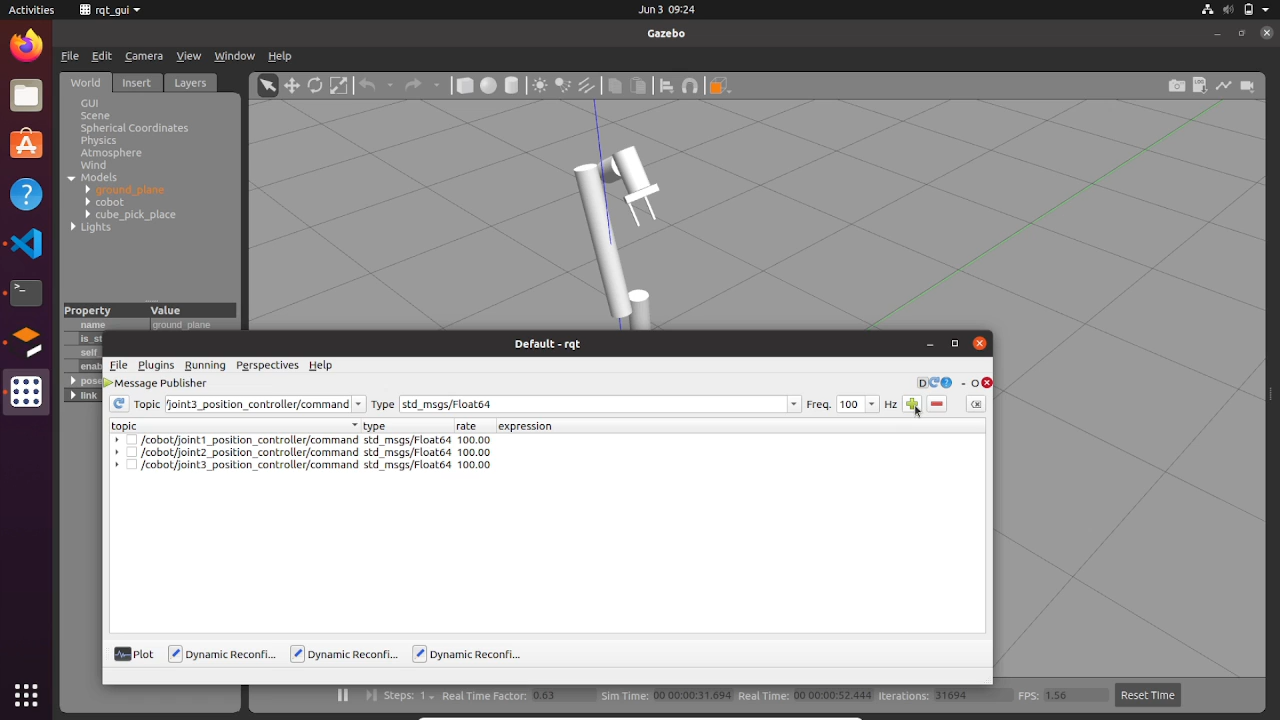 Activities rqt_gui Jun 3 09:24
Gazebo
File Edit Camera View Window Help
World Insert Layers
GUI
Scene
Spherical Coordinates
Physics
Atmosphere
Wind
Models
ground_plane
cobot
cube_pick_place
Lights
Property Value
name ground_plane
is_st
self
enab
pose
link
Default - rqt
File Plugins Running Perspectives Help
Message Publisher
D O
Topic /joint3_position_controller/command Type std_msgs/Float64 Freq. 100 Hz
topic type rate expression
/cobot/joint1_position_controller/command std_msgs/Float64 100.00
/cobot/joint2_position_controller/command std_msgs/Float64 100.00
/cobot/joint3_position_controller/command std_msgs/Float64 100.00
Plot Dynamic Reconfi... Dynamic Reconfi... Dynamic Reconfi...
Steps: 1 Real Time Factor: 0.63 Sim Time: 00 00:00:31.694 Real Time: 00 00:00:52.444 Iterations: 31694 FPS: 1.56 Reset Time